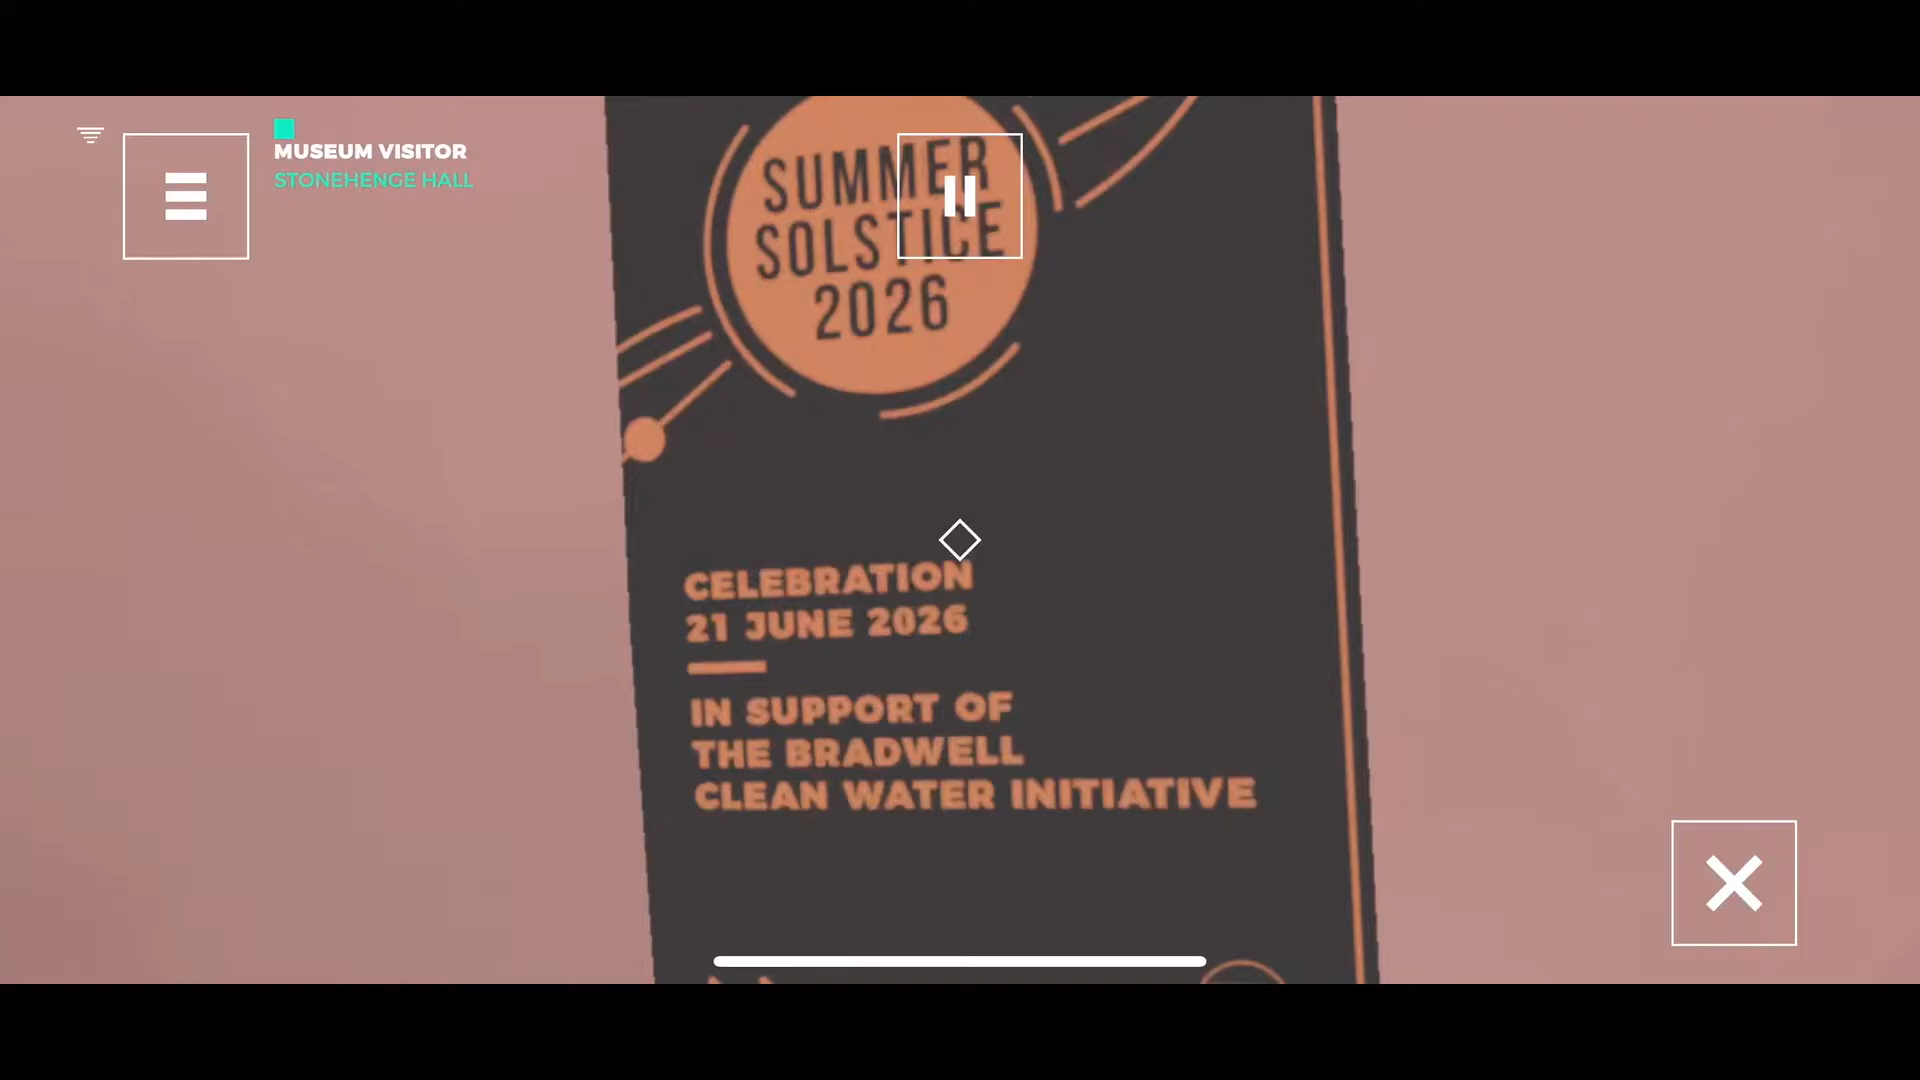 MUSEUM VISITOR
STONEHENGE HALL
SUMMER
SOLSTICE
2026
CELEBRATION
21 JUNE 2026
IN SUPPORT OF
THE BRADWELL
CLEAN WATER INITIATIVE